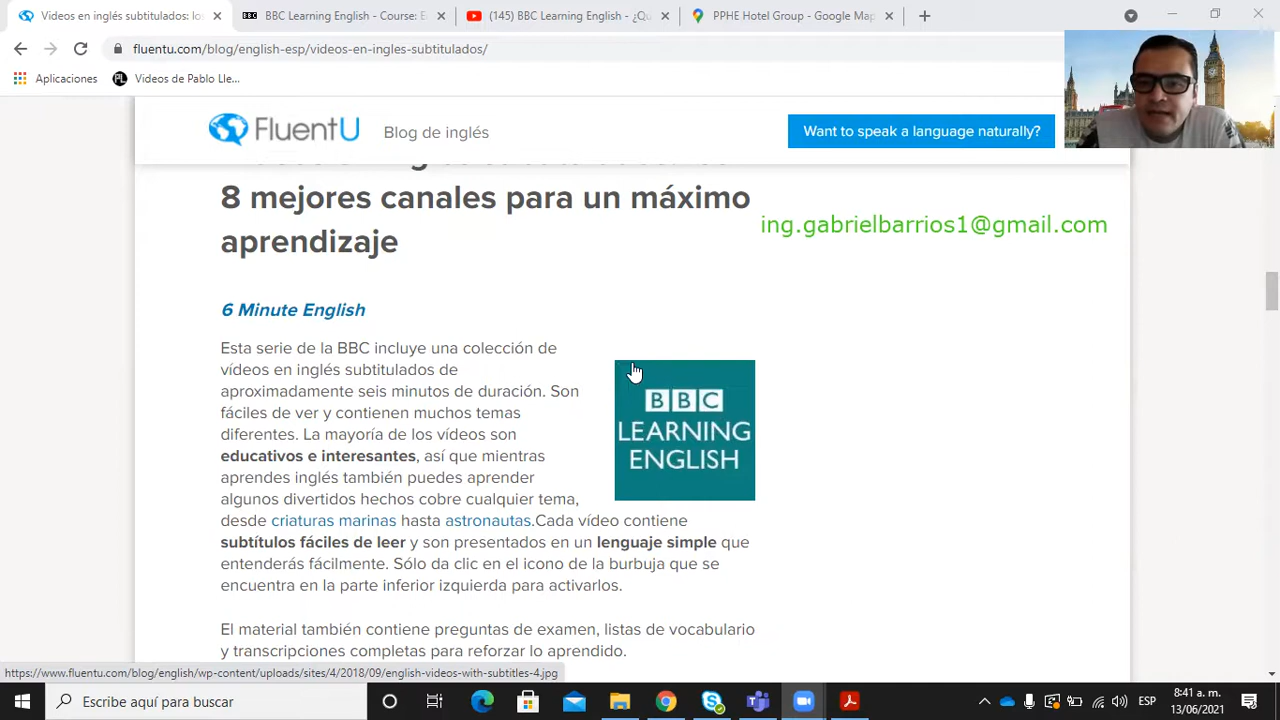 Videos en inglés subtitulados: lo
BBC Learning English - Course: E
(145) BBC Learning English - ¿Qu
PPHE Hotel Group - Google Map
fluentu.com/blog/english-esp/videos-en-ingles-subtitulados/
Aplicaciones
Videos de Pablo Lle...
FluentU
Blog de inglés
Want to speak a language naturally?
8 mejores canales para un máximo
aprendizaje
ing.gabrielbarrios1@gmail.com
6 Minute English
Esta serie de la BBC incluye una colección de
vídeos en inglés subtitulados de
aproximadamente seis minutos de duración. Son
fáciles de ver y contienen muchos temas
diferentes. La mayoría de los vídeos son
educativos e interesantes, así que mientras
aprendes inglés también puedes aprender
algunos divertidos hechos cobre cualquier tema,
desde criaturas marinas hasta astronautas.Cada vídeo contiene
subtítulos fáciles de leer y son presentados en un lenguaje simple que
entenderás fácilmente. Sólo da clic en el icono de la burbuja que se
encuentra en la parte inferior izquierda para activarlos.
BBC
LEARNING
ENGLISH
El material también contiene preguntas de examen, listas de vocabulario
y transcripciones completas para reforzar lo aprendido.
https://www.fluentu.com/blog/english/wp-content/uploads/sites/4/2018/09/english-videos-with-subtitles-4.jpg
Escribe aquí para buscar
ESP
8:41 a. m.
13/06/2021